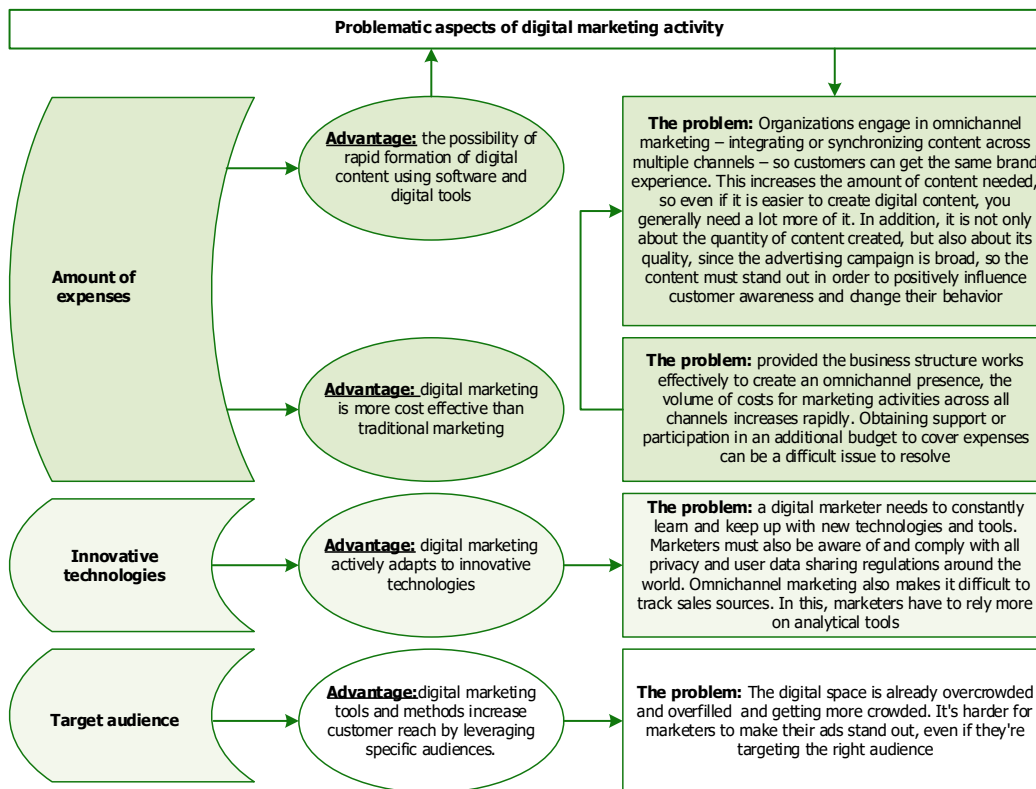 Problematic aspects of digital marketing activity
Amount of
expenses
Advantage: the possibility of
rapid formation of digital
content using software and
digital tools
The problem: Organizations engage in omnichannel
marketing – integrating or synchronizing content across
multiple channels – so customers can get the same brand
experience. This increases the amount of content needed,
so even if it is easier to create digital content, you
generally need a lot more of it. In addition, it is not only
about the quantity of content created, but also about its
quality, since the advertising campaign is broad, so the
content must stand out in order to positively influence
customer awareness and change their behavior
Advantage: digital marketing
is more cost effective than
traditional marketing
The problem: provided the business structure works
effectively to create an omnichannel presence, the
volume of costs for marketing activities across all
channels increases rapidly. Obtaining support or
participation in an additional budget to cover expenses
can be a difficult issue to resolve
Innovative
technologies
Advantage: digital marketing
actively adapts to innovative
technologies
The problem: a digital marketer needs to constantly
learn and keep up with new technologies and tools.
Marketers must also be aware of and comply with all
privacy and user data sharing regulations around the
world. Omnichannel marketing also makes it difficult to
track sales sources. In this, marketers have to rely more
on analytical tools
Target audience
Advantage:digital marketing
tools and methods increase
customer reach by leveraging
specific audiences.
The problem: The digital space is already overcrowded
and overfilled and getting more crowded. It's harder for
marketers to make their ads stand out, even if they're
targeting the right audience